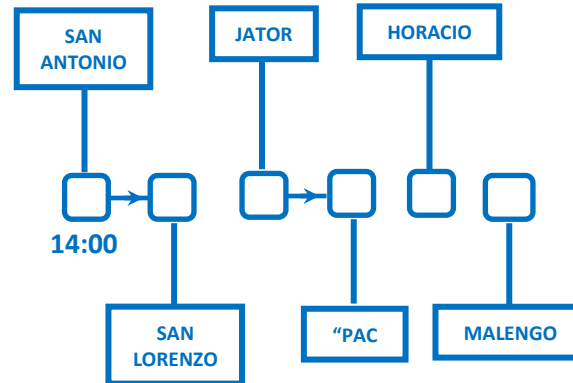 SAN
ANTONIO
JATOR
HORACIO
14:00
SAN
LORENZO
“PAC
MALENGO